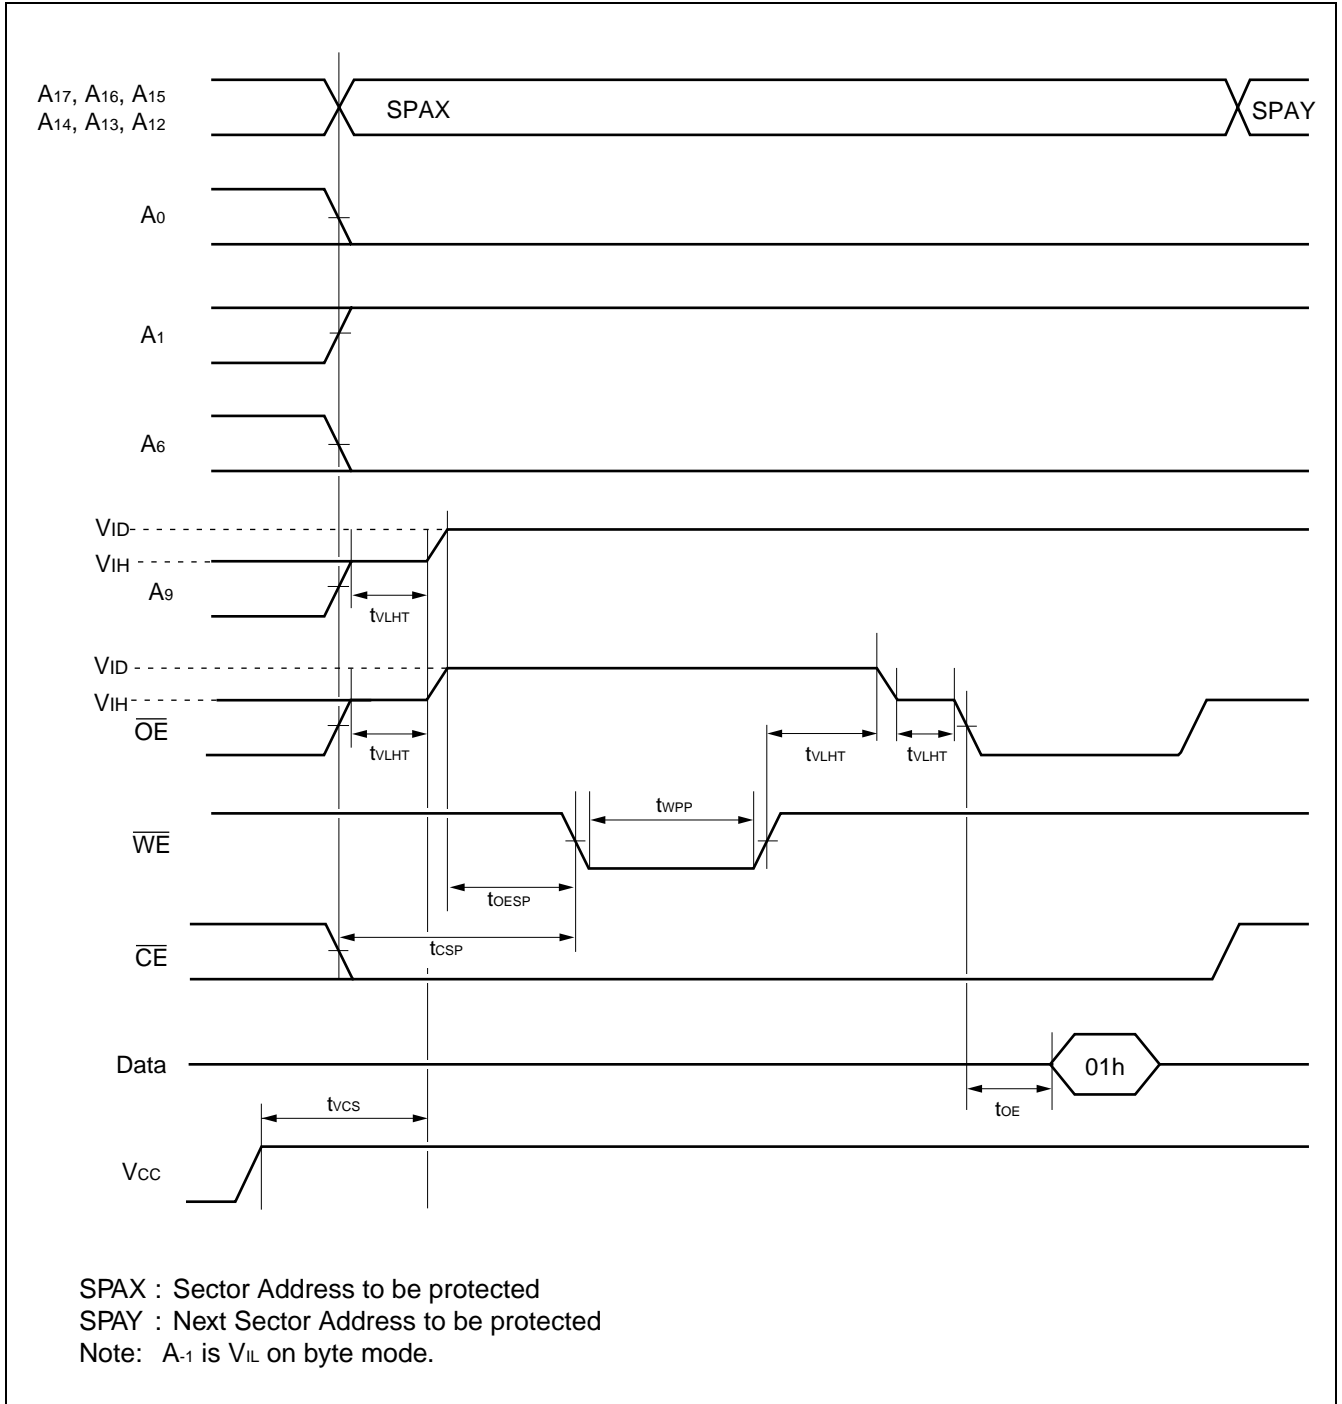 A17, A16, A15
A14, A13, A12
SPAX
SPAY
A0
A1
A6
VID
VIH
A9
tVLHT
VID
VIH
OE
tVLHT
tVLHT
tVLHT
tWPP
WE
tOESP
tCSP
CE
Data
01h
tOE
tVCS
VCC
SPAX : Sector Address to be protected
SPAY : Next Sector Address to be protected
Note: A-1 is VIL on byte mode.